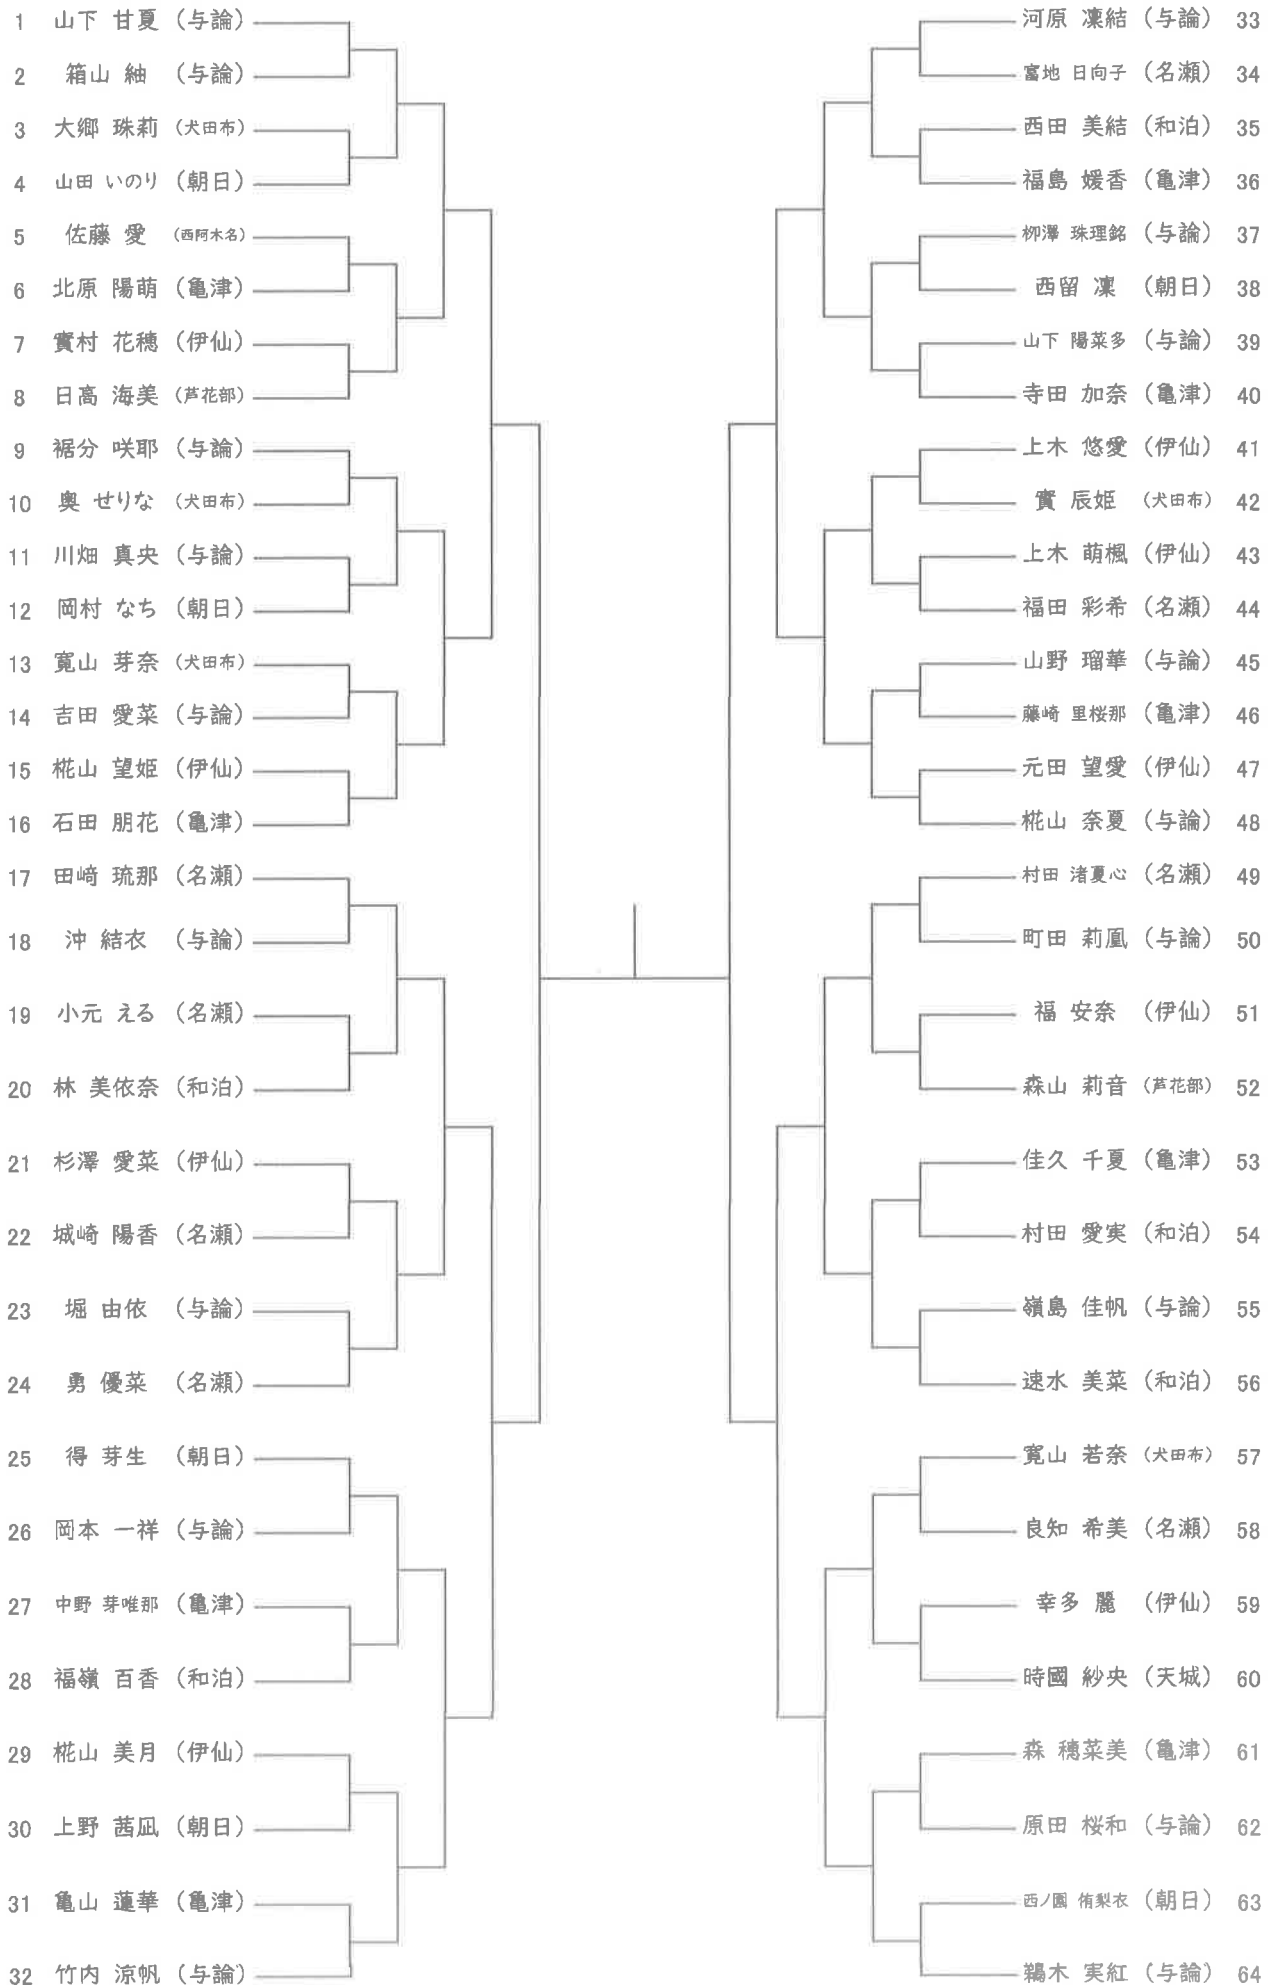 1 山下 甘夏 （与論）
2 箱山 紬 （与論）
3 大郷 珠莉 （犬田布）
4 山田 いのり （朝日）
5 佐藤 愛 （西阿木名）
6 北原 陽萌 （亀津）
7 實村 花穂 （伊仙）
8 日高 海美 （芦花部）
9 裾分 咲耶 （与論）
10 奥 せりな （犬田布）
11 川畑 真央 （与論）
12 岡村 なち （朝日）
13 寛山 芽奈 （犬田布）
14 吉田 愛菜 （与論）
15 椛山 望姫 （伊仙）
16 石田 朋花 （亀津）
17 田﨑 琉那 （名瀬）
18 沖 結衣 （与論）
19 小元 える （名瀬）
20 林 美依奈 （和泊）
21 杉澤 愛菜 （伊仙）
22 城崎 陽香 （名瀬）
23 堀 由依 （与論）
24 勇 優菜 （名瀬）
25 得 芽生 （朝日）
26 岡本 一祥 （与論）
27 中野 芽唯那 （亀津）
28 福嶺 百香 （和泊）
29 椛山 美月 （伊仙）
30 上野 茜凪 （朝日）
31 亀山 蓮華 （亀津）
32 竹内 涼帆 （与論）
河原 凜結 （与論） 33
富地 日向子 （名瀬） 34
西田 美結 （和泊） 35
福島 媛香 （亀津） 36
栁澤 珠理銘 （与論） 37
西留 凜 （朝日） 38
山下 陽菜多 （与論） 39
寺田 加奈 （亀津） 40
上木 悠愛 （伊仙） 41
實 辰姫 （犬田布） 42
上木 萌楓 （伊仙） 43
福田 彩希 （名瀬） 44
山野 瑠華 （与論） 45
藤崎 里桜那 （亀津） 46
元田 望愛 （伊仙） 47
椛山 奈夏 （与論） 48
村田 渚夏心 （名瀬） 49
町田 莉凰 （与論） 50
福 安奈 （伊仙） 51
森山 莉音 （芦花部） 52
佳久 千夏 （亀津） 53
村田 愛実 （和泊） 54
嶺島 佳帆 （与論） 55
速水 美菜 （和泊） 56
寛山 若奈 （犬田布） 57
良知 希美 （名瀬） 58
幸多 麗 （伊仙） 59
時國 紗央 （天城） 60
森 穂菜美 （亀津） 61
原田 桜和 （与論） 62
西ノ園 侑梨衣 （朝日） 63
鵜木 実紅 （与論） 64